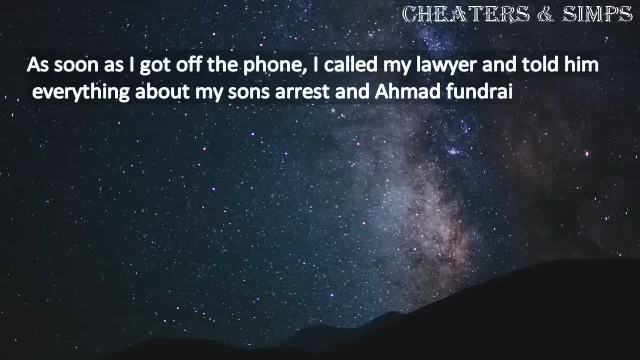 CHEATERS & SIMPS
As soon as I got off the phone, I called my lawyer and told him
everything about my sons arrest and Ahmad fundrai